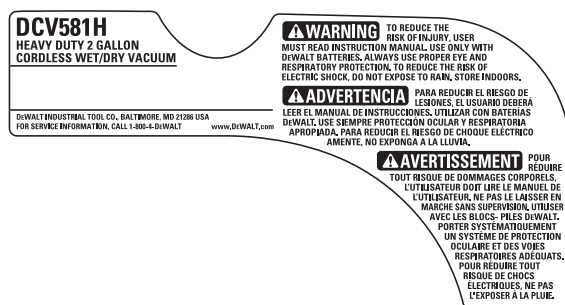 DCV581H
HEAVY DUTY 2 GALLON
CORDLESS WET/DRY VACUUM
DEWALT INDUSTRIAL TOOL CO., BALTIMORE, MD 21286 USA
FOR SERVICE INFORMATION, CALL 1-800-4-DEWALT www.DEWALT.com
WARNING TO REDUCE THE
RISK OF INJURY, USER
MUST READ INSTRUCTION MANUAL. USE ONLY WITH
DEWALT BATTERIES. ALWAYS USE PROPER EYE AND
RESPIRATORY PROTECTION. TO REDUCE THE RISK OF
ELECTRIC SHOCK, DO NOT EXPOSE TO RAIN. STORE INDOORS.
ADVERTENCIA PARA REDUCIR EL RIESGO DE
LESIONES, EL USUARIO DEBERÁ
LEER EL MANUAL DE INSTRUCCIONES. UTILIZAR CON BATERÍAS
DEWALT. USE SIEMPRE PROTECCIÓN OCULAR Y RESPIRATORIA
APROPIADA. PARA REDUCIR EL RIESGO DE CHOQUE ELÉCTRICO
AMENTE, NO EXPONGA A LA LLUVIA.
AVERTISSEMENT POUR
RÉDUIRE
TOUT RISQUE DE DOMMAGES CORPORELS,
L'UTILISATEUR DOIT LIRE LE MANUEL DE
L'UTILISATEUR. NE PAS LE LAISSER EN
MARCHE SANS SUPERVISION. UTILISER
AVEC LES BLOCS- PILES DEWALT.
PORTER SYSTÉMATIQUEMENT
UN SYSTÈME DE PROTECTION
OCULAIRE ET DES VOIES
RESPIRATOIRES ADÉQUATS.
POUR RÉDUIRE TOUT
RISQUE DE CHOCS
ÉLECTRIQUES, NE PAS
L'EXPOSER À LA PLUIE.